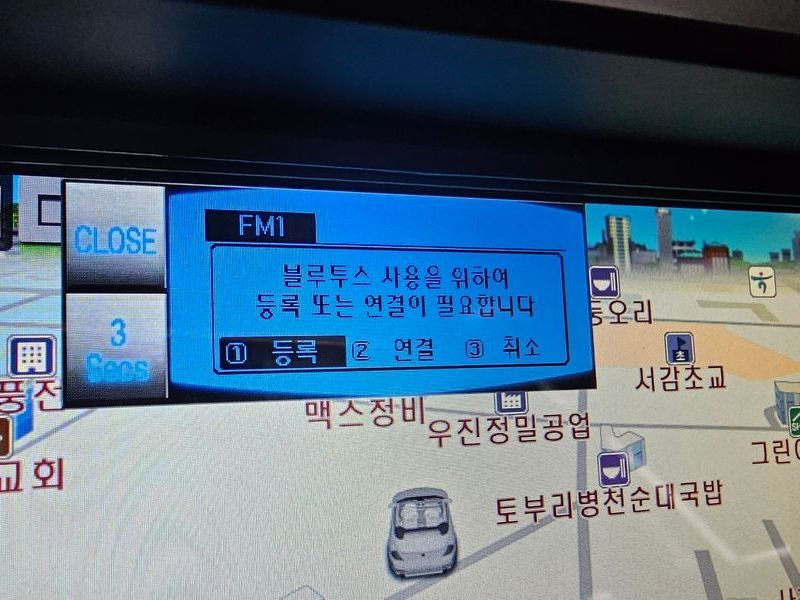 CLOSE
3
Secs
FM1
블루투스 사용을 위하여
등록 또는 연결이 필요합니다
1 등록 2 연결 3 취소
동오리
초
서감초교
풍전
교회
맥스정비
우진정밀공업
그린
토부리병천순대국밥